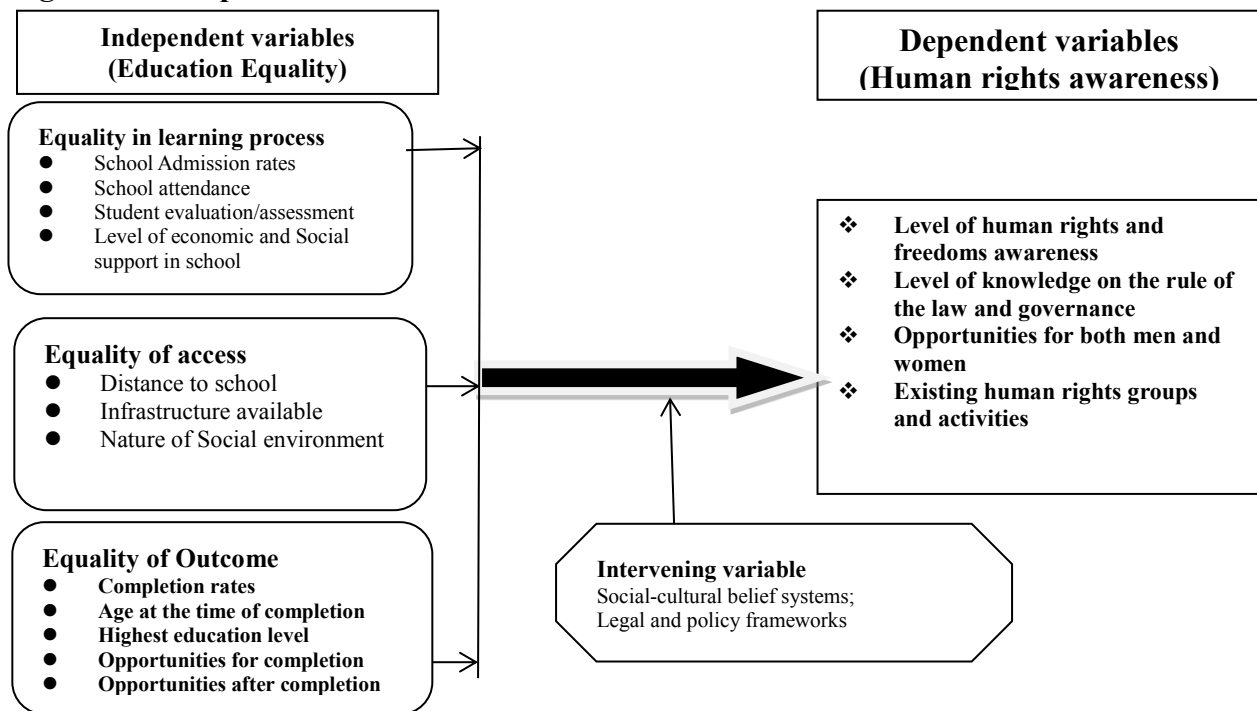 Independent variables
(Education Equality)
Dependent variables
(Human rights awareness)
Equality in learning process
● School Admission rates
● School attendance
● Student evaluation/assessment
● Level of economic and Social
support in school
Equality of access
● Distance to school
● Infrastructure available
● Nature of Social environment
Equality of Outcome
● Completion rates
● Age at the time of completion
● Highest education level
● Opportunities for completion
● Opportunities after completion
❖ Level of human rights and
freedoms awareness
❖ Level of knowledge on the rule of
the law and governance
❖ Opportunities for both men and
women
❖ Existing human rights groups
and activities
Intervening variable
Social-cultural belief systems;
Legal and policy frameworks